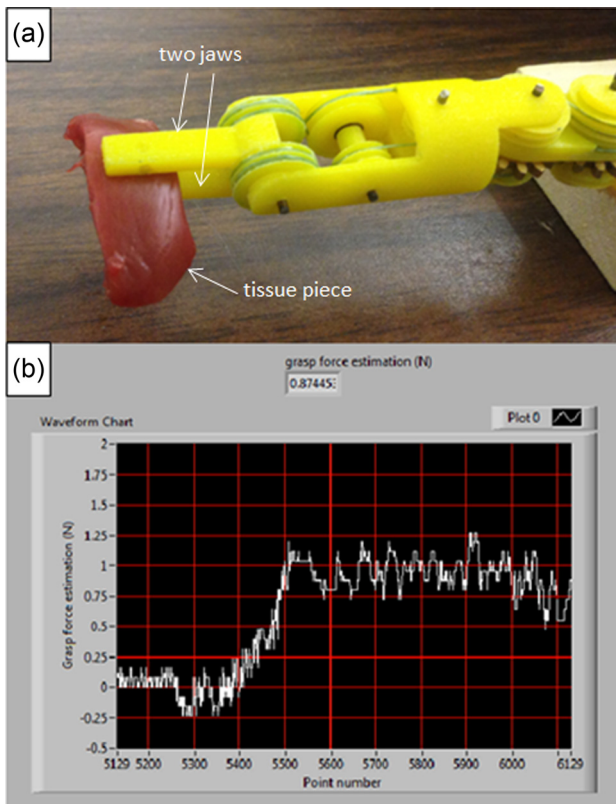 (a)
two jaws
tissue piece
(b)
grasp force estimation (N)
0.87445
Waveform Chart
Plot 0
Grasp force estimation (N)
2
1.75
1.5
1.25
1
0.75
0.5
0.25
0
-0.25
-0.5
5129 5200 5300 5400 5500 5600 5700 5800 5900 6000 6129
Point number